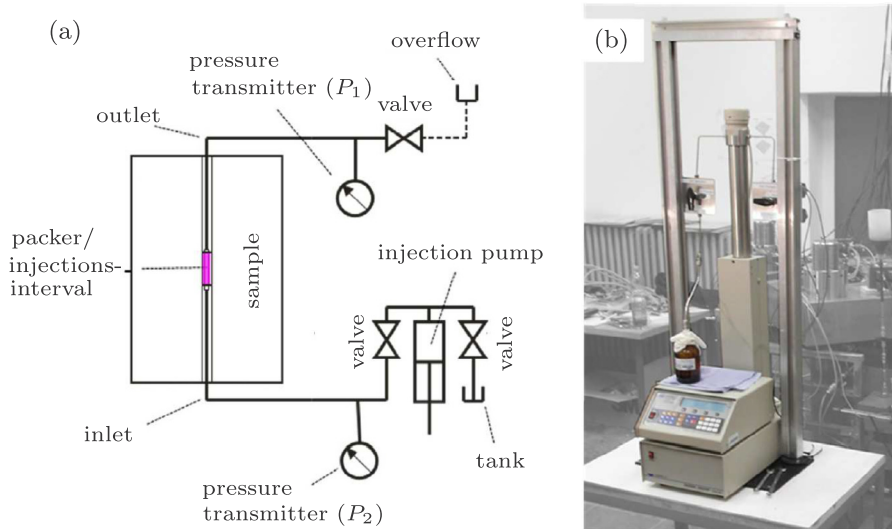 (a)
overflow
pressure
transmitter (P₁)
valve
outlet
packer/
injections-
interval
sample
injection pump
valve
valve
inlet
tank
pressure
transmitter (P₂)
(b)